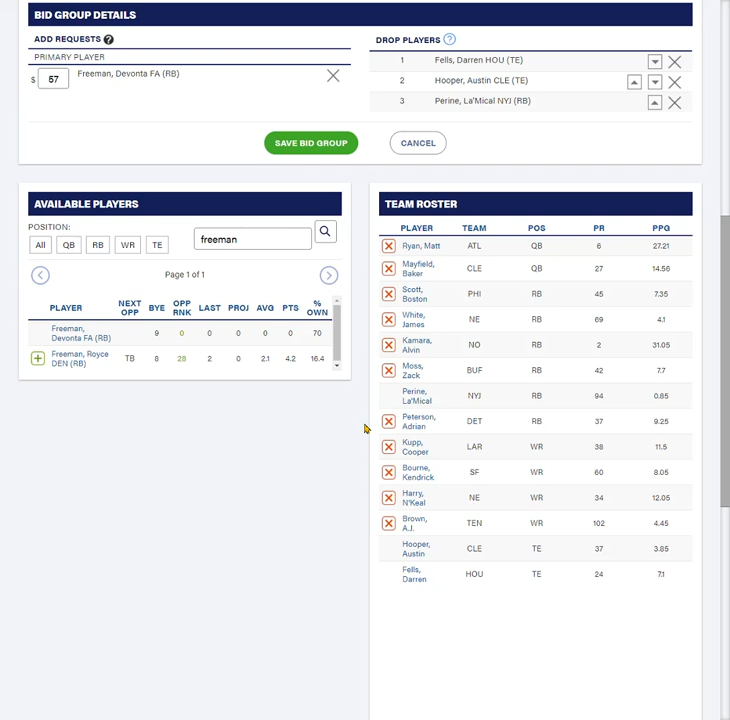 BID GROUP DETAILS
ADD REQUESTS ?
PRIMARY PLAYER
$ 57 Freeman, Devonta FA (RB)
DROP PLAYERS ?
1 Fells, Darren HOU (TE)
2 Hooper, Austin CLE (TE)
3 Perine, La'Mical NYJ (RB)
SAVE BID GROUP
CANCEL
AVAILABLE PLAYERS
POSITION:
All QB RB WR TE
freeman
Page 1 of 1
PLAYER NEXT OPP BYE OPP RNK LAST PROJ AVG PTS % OWN
Freeman, Devonta FA (RB) 9 0 0 0 0 0 70
Freeman, Royce DEN (RB) TB 8 28 2 0 2.1 4.2 16.4
TEAM ROSTER
PLAYER TEAM POS PR PPG
Ryan, Matt ATL QB 6 27.21
Mayfield, Baker CLE QB 27 14.56
Scott, Boston PHI RB 45 7.35
White, James NE RB 69 4.1
Kamara, Alvin NO RB 2 31.05
Moss, Zack BUF RB 42 7.7
Perine, La'Mical NYJ RB 94 0.85
Peterson, Adrian DET RB 37 9.25
Kupp, Cooper LAR WR 38 11.5
Bourne, Kendrick SF WR 60 8.05
Harry, N'Keal NE WR 34 12.05
Brown, A.J. TEN WR 102 4.45
Hooper, Austin CLE TE 37 3.85
Fells, Darren HOU TE 24 7.1